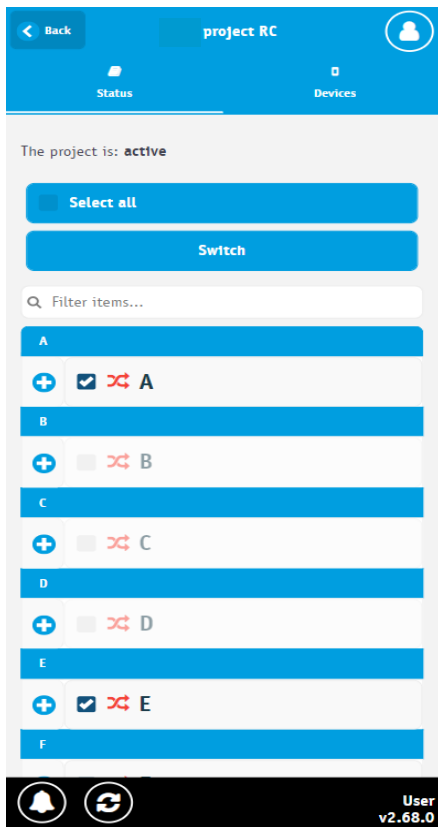 Back
project RC
Status
Devices
The project is: active
Select all
Switch
Filter items...
A
A
B
B
C
C
D
D
E
E
F
User
v2.68.0